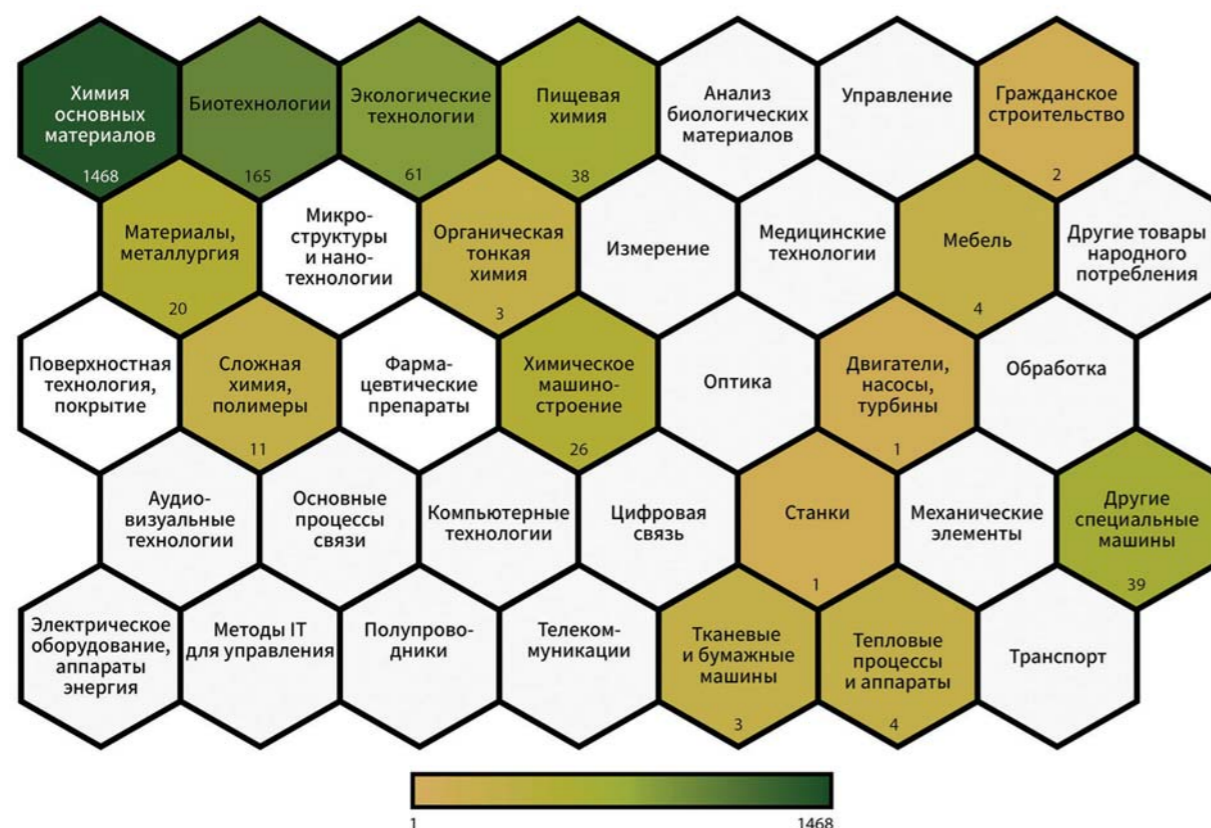 Химия
основных
материалов
1468
Биотехнологии
165
Экологические
технологии
61
Пищевая
химия
38
Анализ
биологических
материалов
Управление
Гражданское
строительство
2
Материалы,
металлургия
20
Микро-
структуры
и нано-
технологии
Органическая
тонкая
химия
3
Измерение
Медицинские
технологии
Мебель
4
Другие товары
народного
потребления
Поверхностная
технология,
покрытие
Сложная
химия,
полимеры
11
Фарма-
цевтические
препараты
Химическое
машино-
строение
26
Оптика
Двигатели,
насосы,
турбины
1
Обработка
Аудио-
визуальные
технологии
Основные
процессы
связи
Компьютерные
технологии
Цифровая
связь
Станки
1
Механические
элементы
Другие
специальные
машины
39
Электрическое
оборудование,
аппараты
энергия
Методы IT
для управления
Полупрово-
дники
Телеком-
муникации
Тканевые
и бумажные
машины
3
Тепловые
процессы
и аппараты
4
Транспорт
1
1468